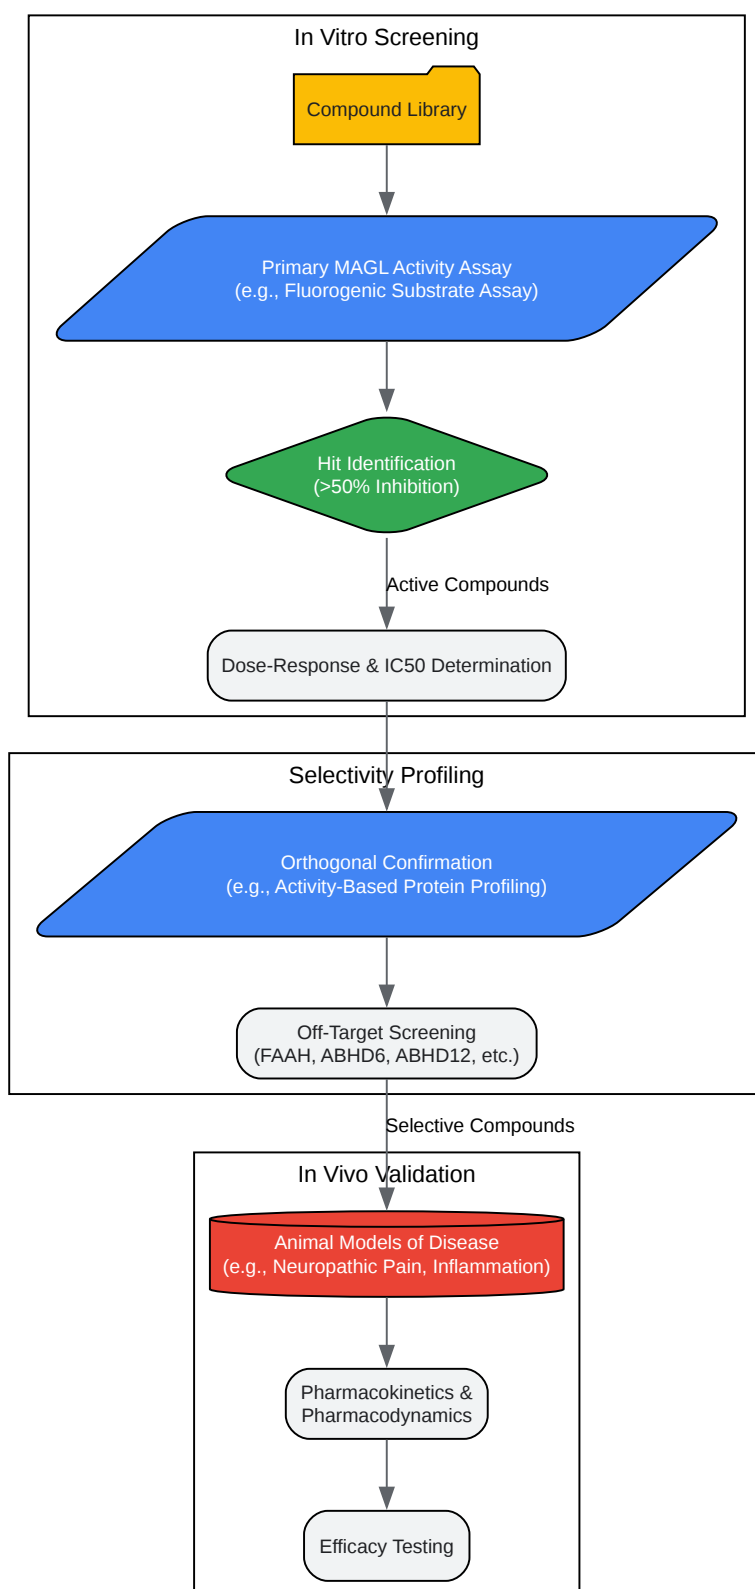 In Vitro Screening
Compound Library
Primary MAGL Activity Assay
(e.g., Fluorogenic Substrate Assay)
Hit Identification
(>50% Inhibition)
Active Compounds
Dose-Response & IC50 Determination
Selectivity Profiling
Orthogonal Confirmation
(e.g., Activity-Based Protein Profiling)
Off-Target Screening
(FAAH, ABHD6, ABHD12, etc.)
Selective Compounds
In Vivo Validation
Animal Models of Disease
(e.g., Neuropathic Pain, Inflammation)
Pharmacokinetics &
Pharmacodynamics
Efficacy Testing